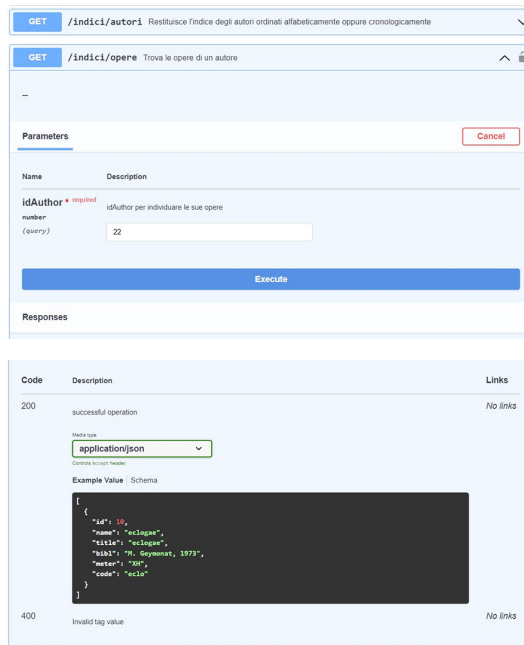 GET /indici/autori Restituisce l'indice degli autori ordinati alfabeticamente oppure cronologicamente
GET /indici/opere Trova le opere di un autore
–
Parameters Cancel
Name Description
idAuthor * required
number
(query)
idAuthor per individuare le sue opere
22
Execute
Responses
Code Description Links
200 successful operation No links
Media type
application/json
Controls Accept header.
Example Value | Schema
[
{
"id": 10,
"name": "eclogae",
"title": "eclogae",
"bibl": "M. Geymonat, 1973",
"meter": "XH",
"code": "eclo"
}
]
400 Invalid tag value No links